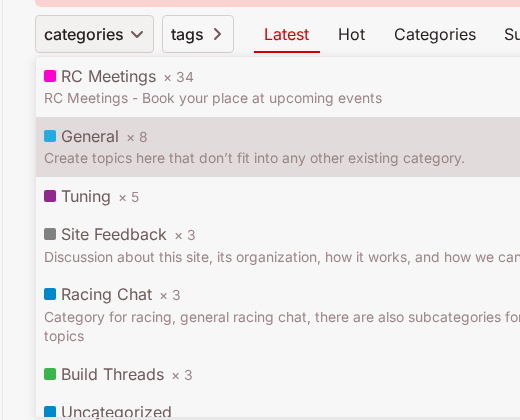 categories tags Latest Hot Categories
RC Meetings × 34
RC Meetings - Book your place at upcoming events
General × 8
Create topics here that don't fit into any other existing category.
Tuning × 5
Site Feedback × 3
Discussion about this site, its organization, how it works, and how we can
Racing Chat × 3
Category for racing, general racing chat, there are also subcategories for
topics
Build Threads × 3
Uncategorized